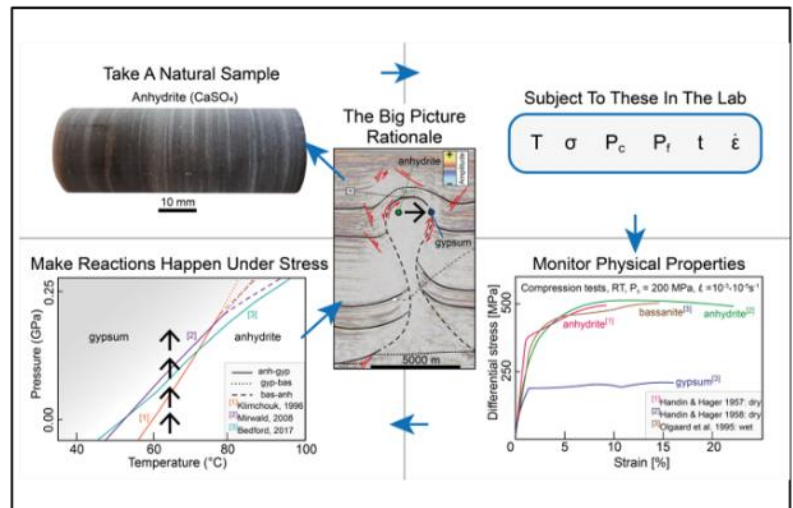 Take A Natural Sample
Anhydrite (CaSO₄)
10 mm
The Big Picture
Rationale
anhydrite
Amplitude
gypsum
5000 m
Subject To These In The Lab
T σ P꜀ Pf t ε̇
Make Reactions Happen Under Stress
Pressure (GPa)
0.25
0.00
gypsum
anhydrite
[2]
[3]
[1]
anh-gyp
gyp-bas
bas-anh
[1]Klimchouk, 1996
[2]Mirwald, 2008
[3]Bedford, 2017
40 60 80 100
Temperature (°C)
Monitor Physical Properties
Compression tests, RT, P꜀ = 200 MPa, ε̇ =10⁻³-10⁻⁴s⁻¹
Differential stress [MPa]
500
250
0
anhydrite[1]
bassanite[3]
anhydrite[2]
gypsum[3]
[1]Handin & Hager 1957: dry
[2]Handin & Hager 1958: dry
[3]Olgaard et al. 1995: wet
0 5 10 15 20
Strain [%]